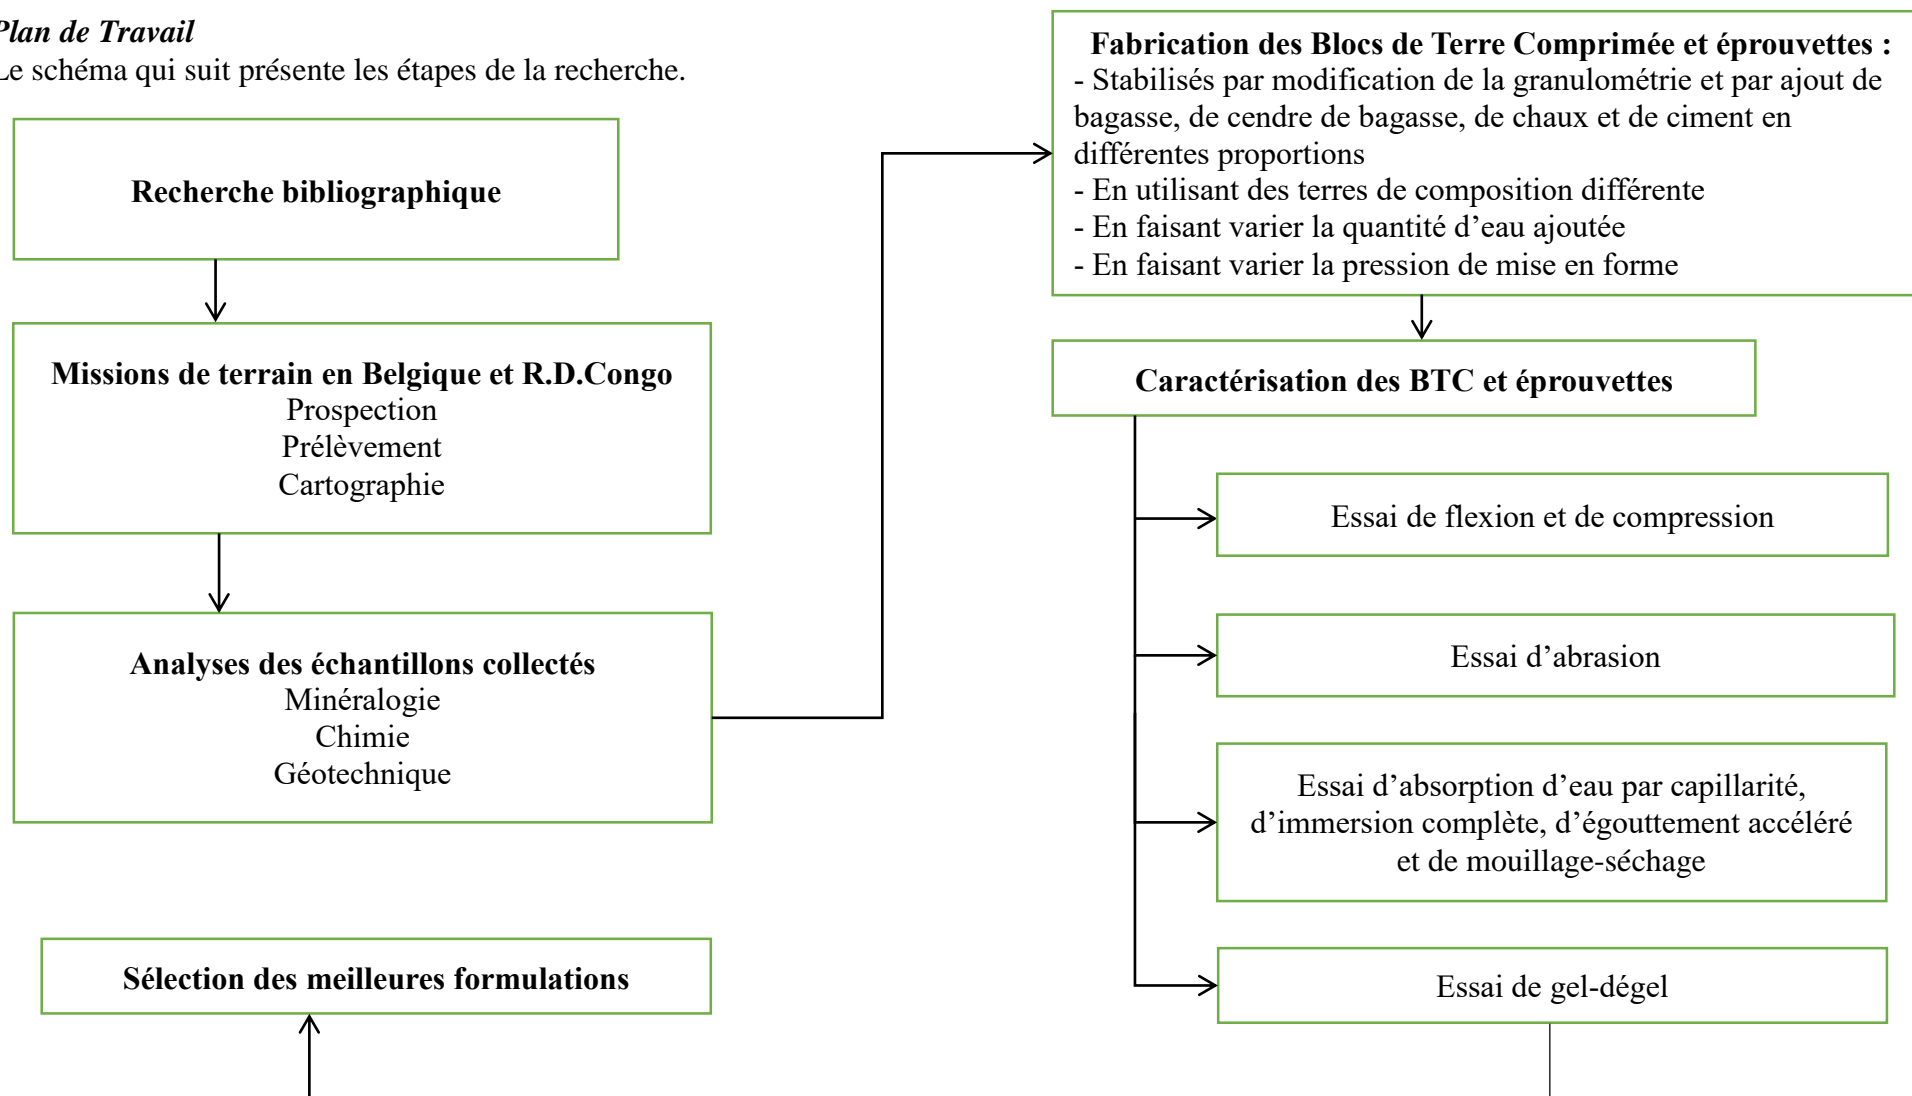 Plan de Travail
Le schéma qui suit présente les étapes de la recherche.
Recherche bibliographique
Missions de terrain en Belgique et R.D.Congo
Prospection
Prélèvement
Cartographie
Analyses des échantillons collectés
Minéralogie
Chimie
Géotechnique
Fabrication des Blocs de Terre Comprimée et éprouvettes :
- Stabilisés par modification de la granulométrie et par ajout de
bagasse, de cendre de bagasse, de chaux et de ciment en
différentes proportions
- En utilisant des terres de composition différente
- En faisant varier la quantité d’eau ajoutée
- En faisant varier la pression de mise en forme
Caractérisation des BTC et éprouvettes
Essai de flexion et de compression
Essai d’abrasion
Essai d’absorption d’eau par capillarité,
d’immersion complète, d’égouttement accéléré
et de mouillage-séchage
Essai de gel-dégel
Sélection des meilleures formulations